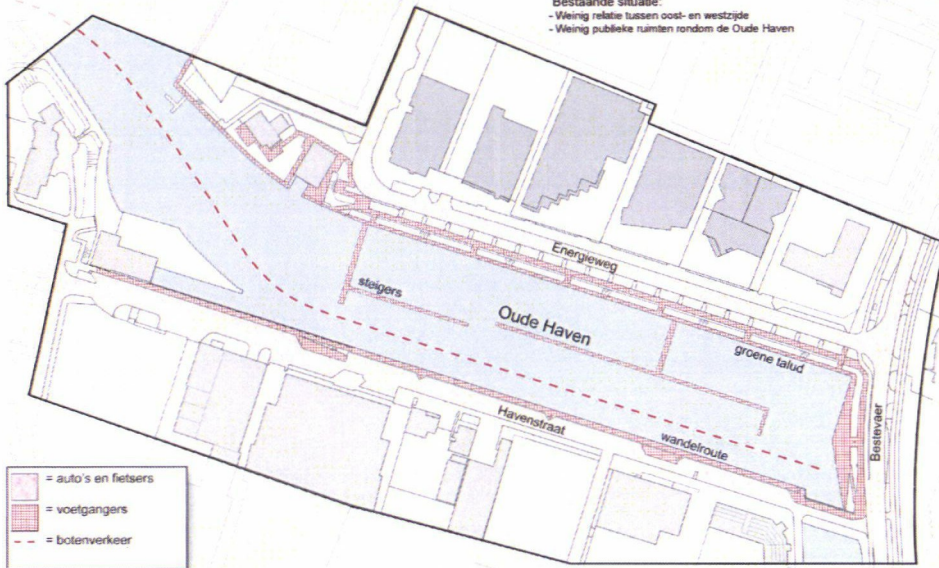 Bestaande situatie:
- Weinig relatie tussen oost- en westzijde
- Weinig publieke ruimten rondom de Oude Haven
Energieweg
steigers
Oude Haven
groene talud
Havenstraat
wandelroute
Bestevaer
= auto's en fietsers
= voetgangers
= botenverkeer